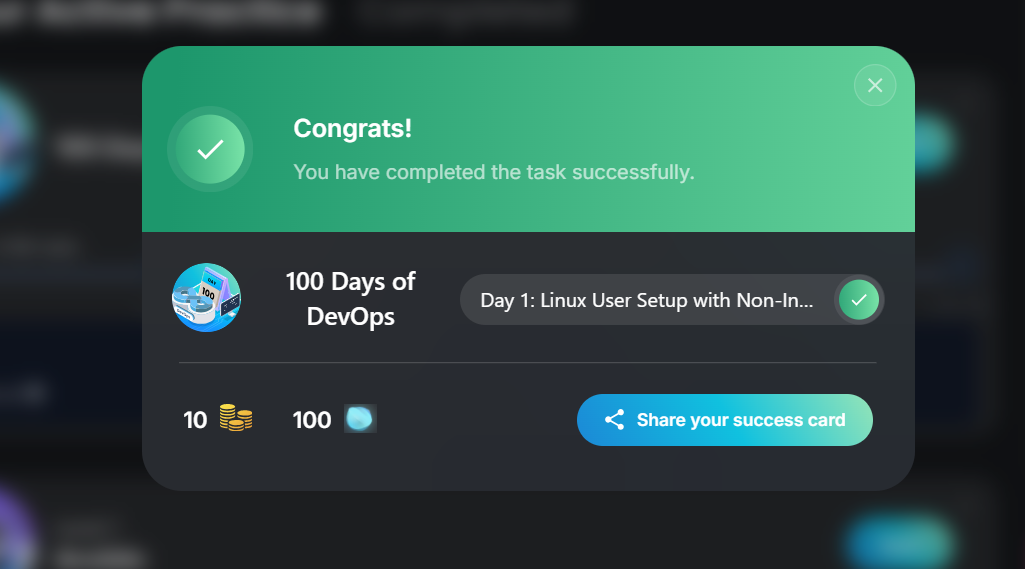 Congrats!
You have completed the task successfully.
100 Days of
DevOps
Day 1: Linux User Setup with Non-In...
10
100
Share your success card